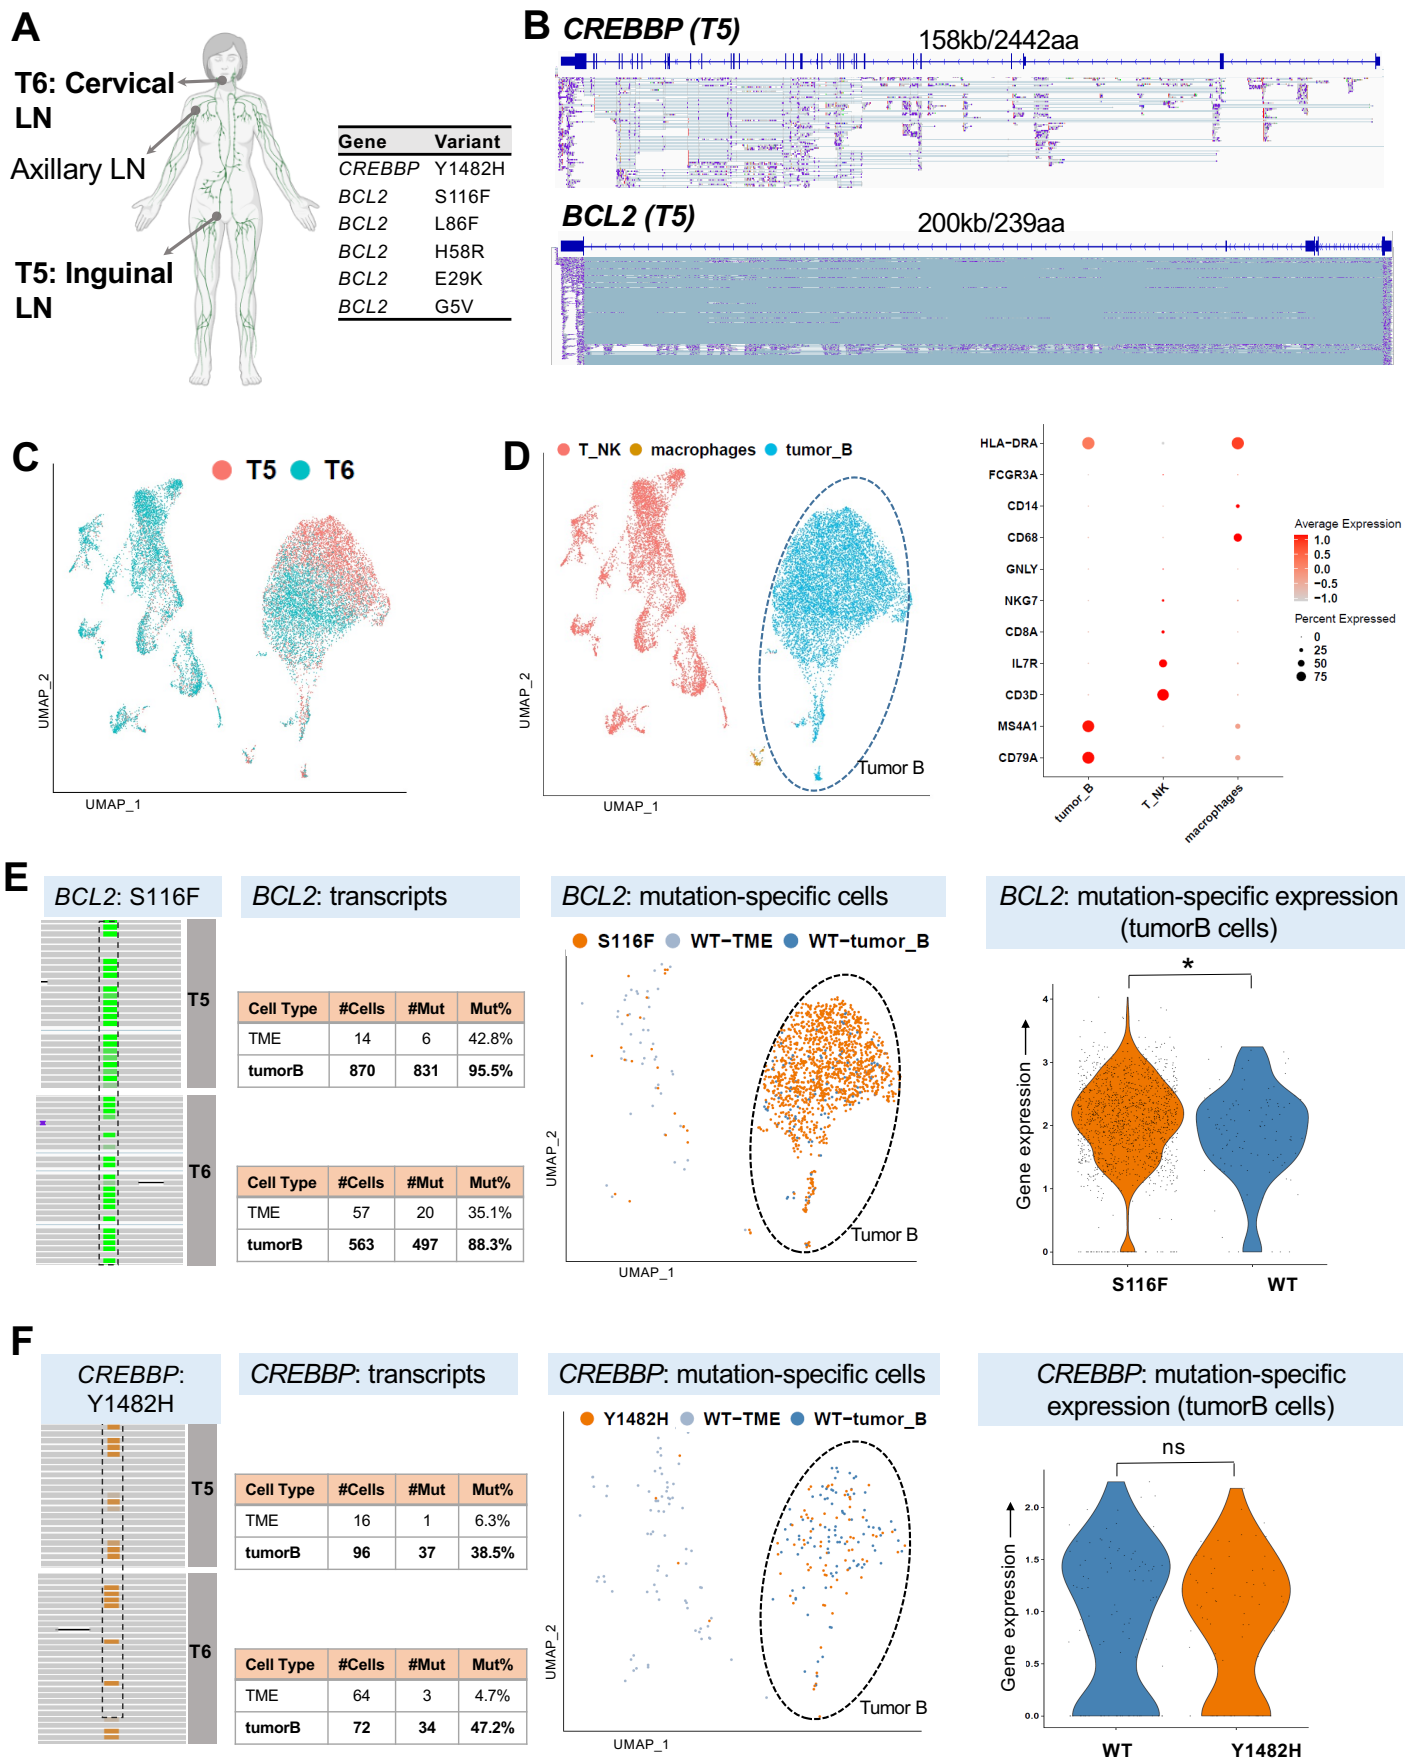 A
T6: Cervical
LN
Axillary LN
T5: Inguinal
LN
Gene Variant
CREBBP Y1482H
BCL2 S116F
BCL2 L86F
BCL2 H58R
BCL2 E29K
BCL2 G5V
B CREBBP (T5)
158kb/2442aa
BCL2 (T5)
200kb/239aa
C
T5 T6
UMAP_2
UMAP_1
D
T_NK macrophages tumor_B
UMAP_2
Tumor B
UMAP_1
HLA−DRA
FCGR3A
CD14
CD68
GNLY
NKG7
CD8A
IL7R
CD3D
MS4A1
CD79A
tumor_B
T_NK
macrophages
Average Expression
1.0
0.5
0.0
−0.5
−1.0
Percent Expressed
0
25
50
75
E
BCL2: S116F
T5
T6
BCL2: transcripts
Cell Type #Cells #Mut Mut%
TME 14 6 42.8%
tumorB 870 831 95.5%
Cell Type #Cells #Mut Mut%
TME 57 20 35.1%
tumorB 563 497 88.3%
BCL2: mutation-specific cells
S116F WT−TME WT−tumor_B
UMAP_2
Tumor B
UMAP_1
BCL2: mutation-specific expression
(tumorB cells)
*
Gene expression
4
3
2
1
0
S116F WT
F
CREBBP:
Y1482H
T5
T6
CREBBP: transcripts
Cell Type #Cells #Mut Mut%
TME 16 1 6.3%
tumorB 96 37 38.5%
Cell Type #Cells #Mut Mut%
TME 64 3 4.7%
tumorB 72 34 47.2%
CREBBP: mutation-specific cells
Y1482H WT−TME WT−tumor_B
UMAP_2
Tumor B
UMAP_1
CREBBP: mutation-specific
expression (tumorB cells)
ns
Gene expression
2.0
1.5
1.0
0.5
0.0
WT Y1482H